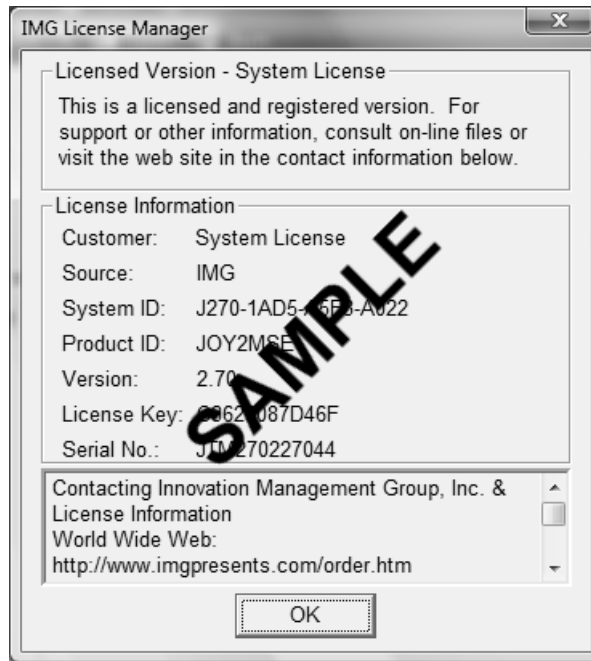 IMG License Manager
Licensed Version - System License
This is a licensed and registered version. For
support or other information, consult on-line files or
visit the web site in the contact information below.
License Information
Customer: System License
Source: IMG
System ID:
Product ID: JOY2MSE
Version: 2.70
License Key:
Serial No.: JTM270227044
SAMPLE
Contacting Innovation Management Group, Inc. &
License Information
World Wide Web:
http://www.imgpresents.com/order.htm
OK